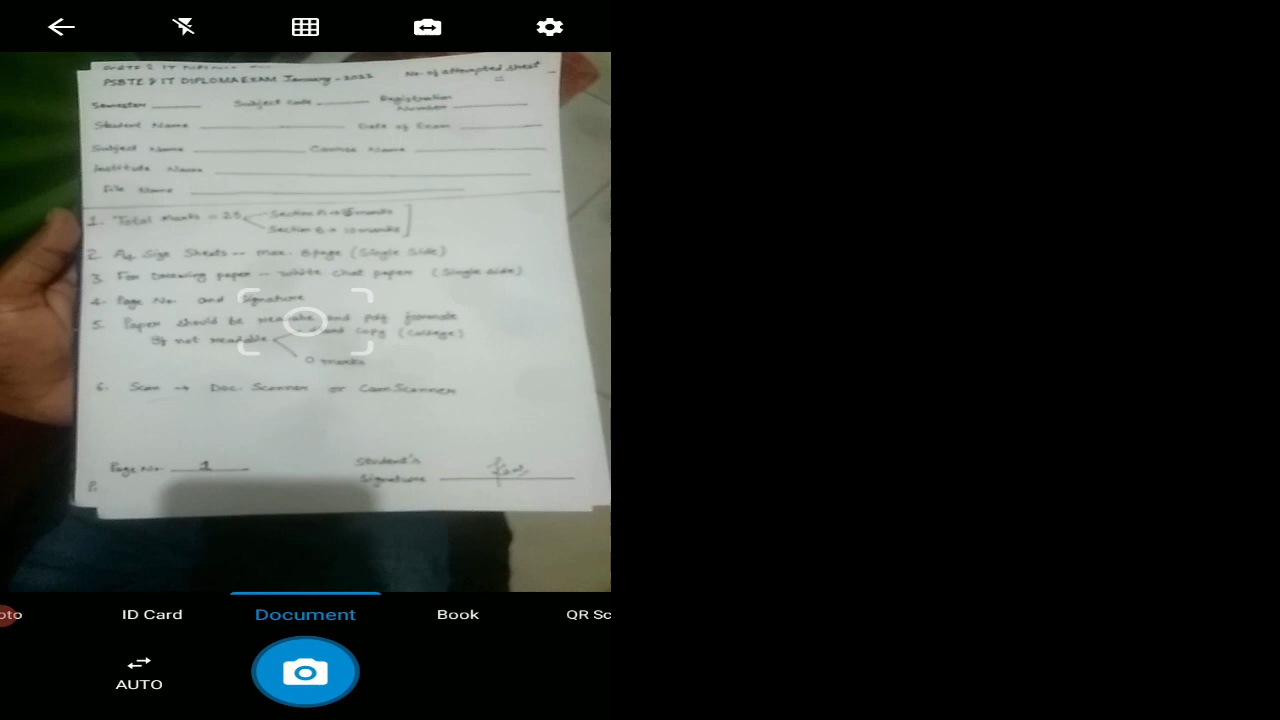 PSBTE & IT DIPLOMA EXAM January - 2022 No. of attempted sheet
Semester Subject Code Registration Number
Student Name Date of Exam
Subject Name Course Name
Institute Name
File Name
1. Total Marks = 25 Section A → 15 marks
Section B → 10 marks
2. A4 Size Sheets -- max. 8 page (Single Side)
3. For Drawing paper -- white chat paper (Single side)
4. Page No. and Signature
5. Paper should be and pdf formate
If not readable Hard Copy (College)
0 marks
6. Scan → Doc. Scanner or CamScanner
Page No. 1 Student's
Signature
ID Card Document Book QR Sc
AUTO